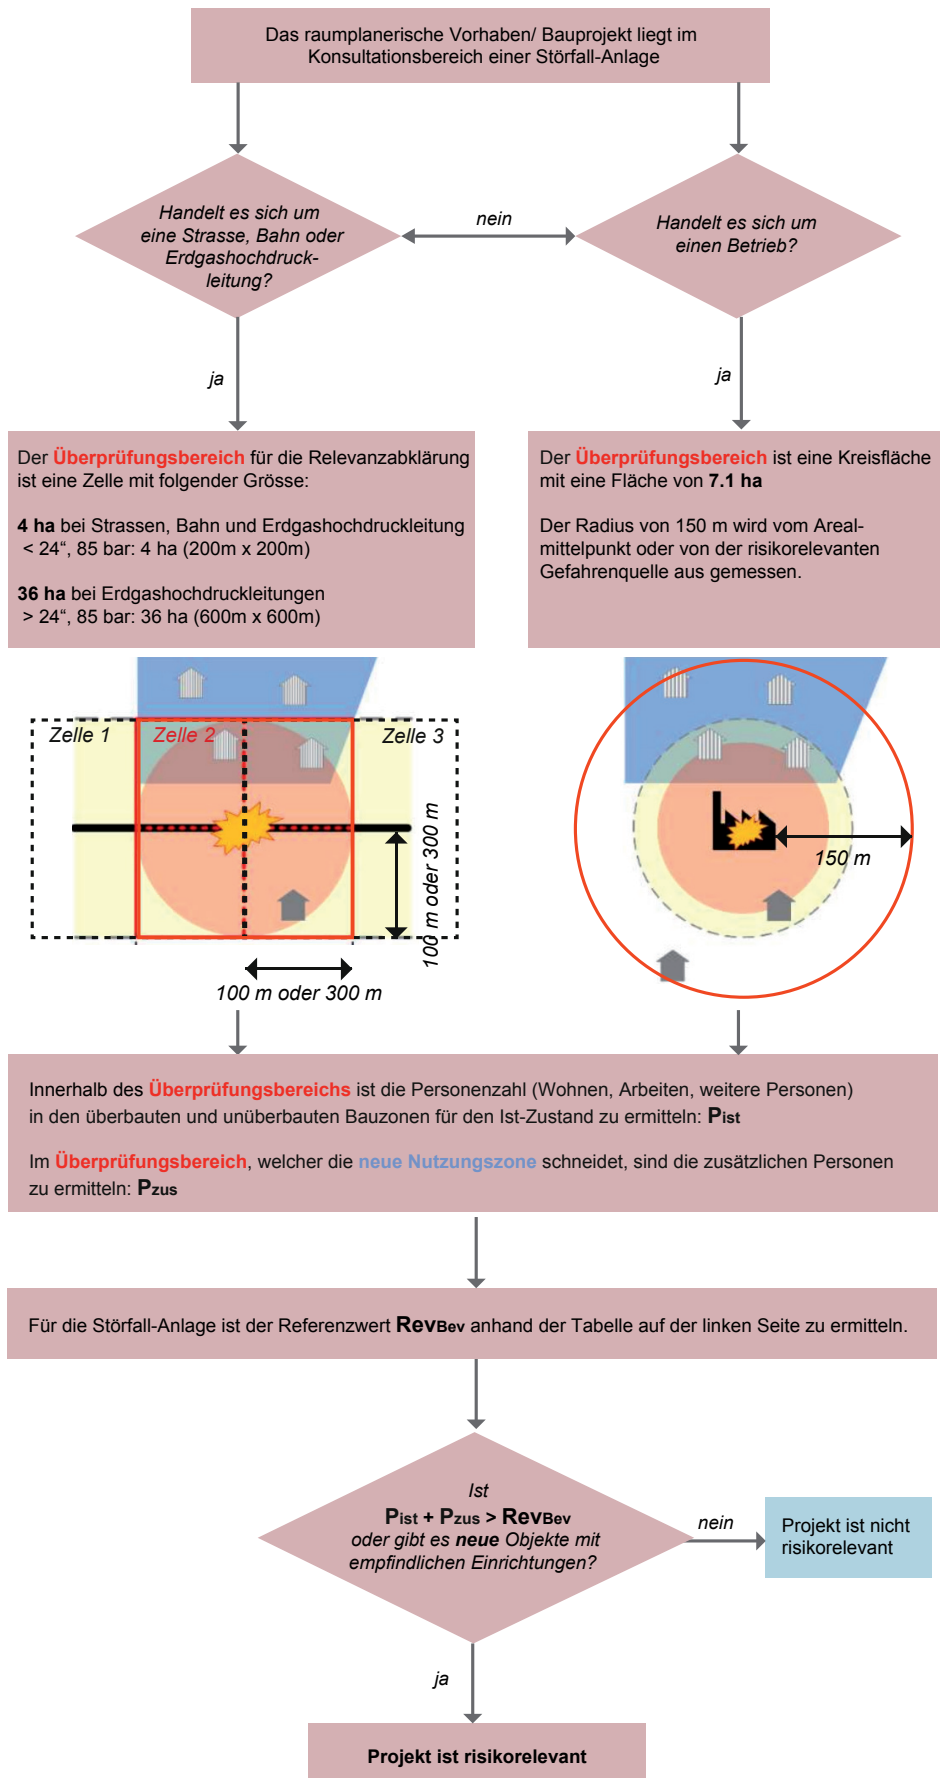 Das raumplanerische Vorhaben/ Bauprojekt liegt im
Konsultationsbereich einer Störfall-Anlage
Handelt es sich um
eine Strasse, Bahn oder
Erdgashochdruck-
leitung?
nein
Handelt es sich um
einen Betrieb?
ja
ja
Der Überprüfungsbereich für die Relevanzabklärung
ist eine Zelle mit folgender Grösse:
4 ha bei Strassen, Bahn und Erdgashochdruckleitung
< 24“, 85 bar: 4 ha (200m x 200m)
36 ha bei Erdgashochdruckleitungen
> 24“, 85 bar: 36 ha (600m x 600m)
Der Überprüfungsbereich ist eine Kreisfläche
mit eine Fläche von 7.1 ha
Der Radius von 150 m wird vom Areal-
mittelpunkt oder von der risikorelevanten
Gefahrenquelle aus gemessen.
Zelle 1
Zelle 2
Zelle 3
100 m oder 300 m
100 m oder 300 m
150 m
Innerhalb des Überprüfungsbereichs ist die Personenzahl (Wohnen, Arbeiten, weitere Personen)
in den überbauten und unüberbauten Bauzonen für den Ist-Zustand zu ermitteln: Pist
Im Überprüfungsbereich, welcher die neue Nutzungszone schneidet, sind die zusätzlichen Personen
zu ermitteln: Pzus
Für die Störfall-Anlage ist der Referenzwert RevBev anhand der Tabelle auf der linken Seite zu ermitteln.
Ist
Pist + Pzus > RevBev
oder gibt es neue Objekte mit
empfindlichen Einrichtungen?
nein
Projekt ist nicht
risikorelevant
ja
Projekt ist risikorelevant